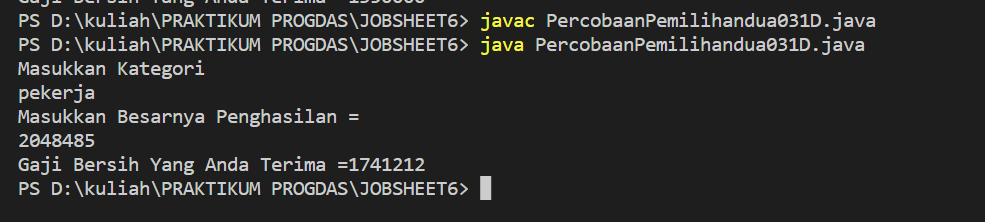 Gaji Bersih Yang Anda Terima =1596000
PS D:\kuliah\PRAKTIKUM PROGDAS\JOBSHEET6> javac PercobaanPemilihandua031D.java
PS D:\kuliah\PRAKTIKUM PROGDAS\JOBSHEET6> java PercobaanPemilihandua031D.java
Masukkan Kategori
pekerja
Masukkan Besarnya Penghasilan =
2048485
Gaji Bersih Yang Anda Terima =1741212
PS D:\kuliah\PRAKTIKUM PROGDAS\JOBSHEET6>